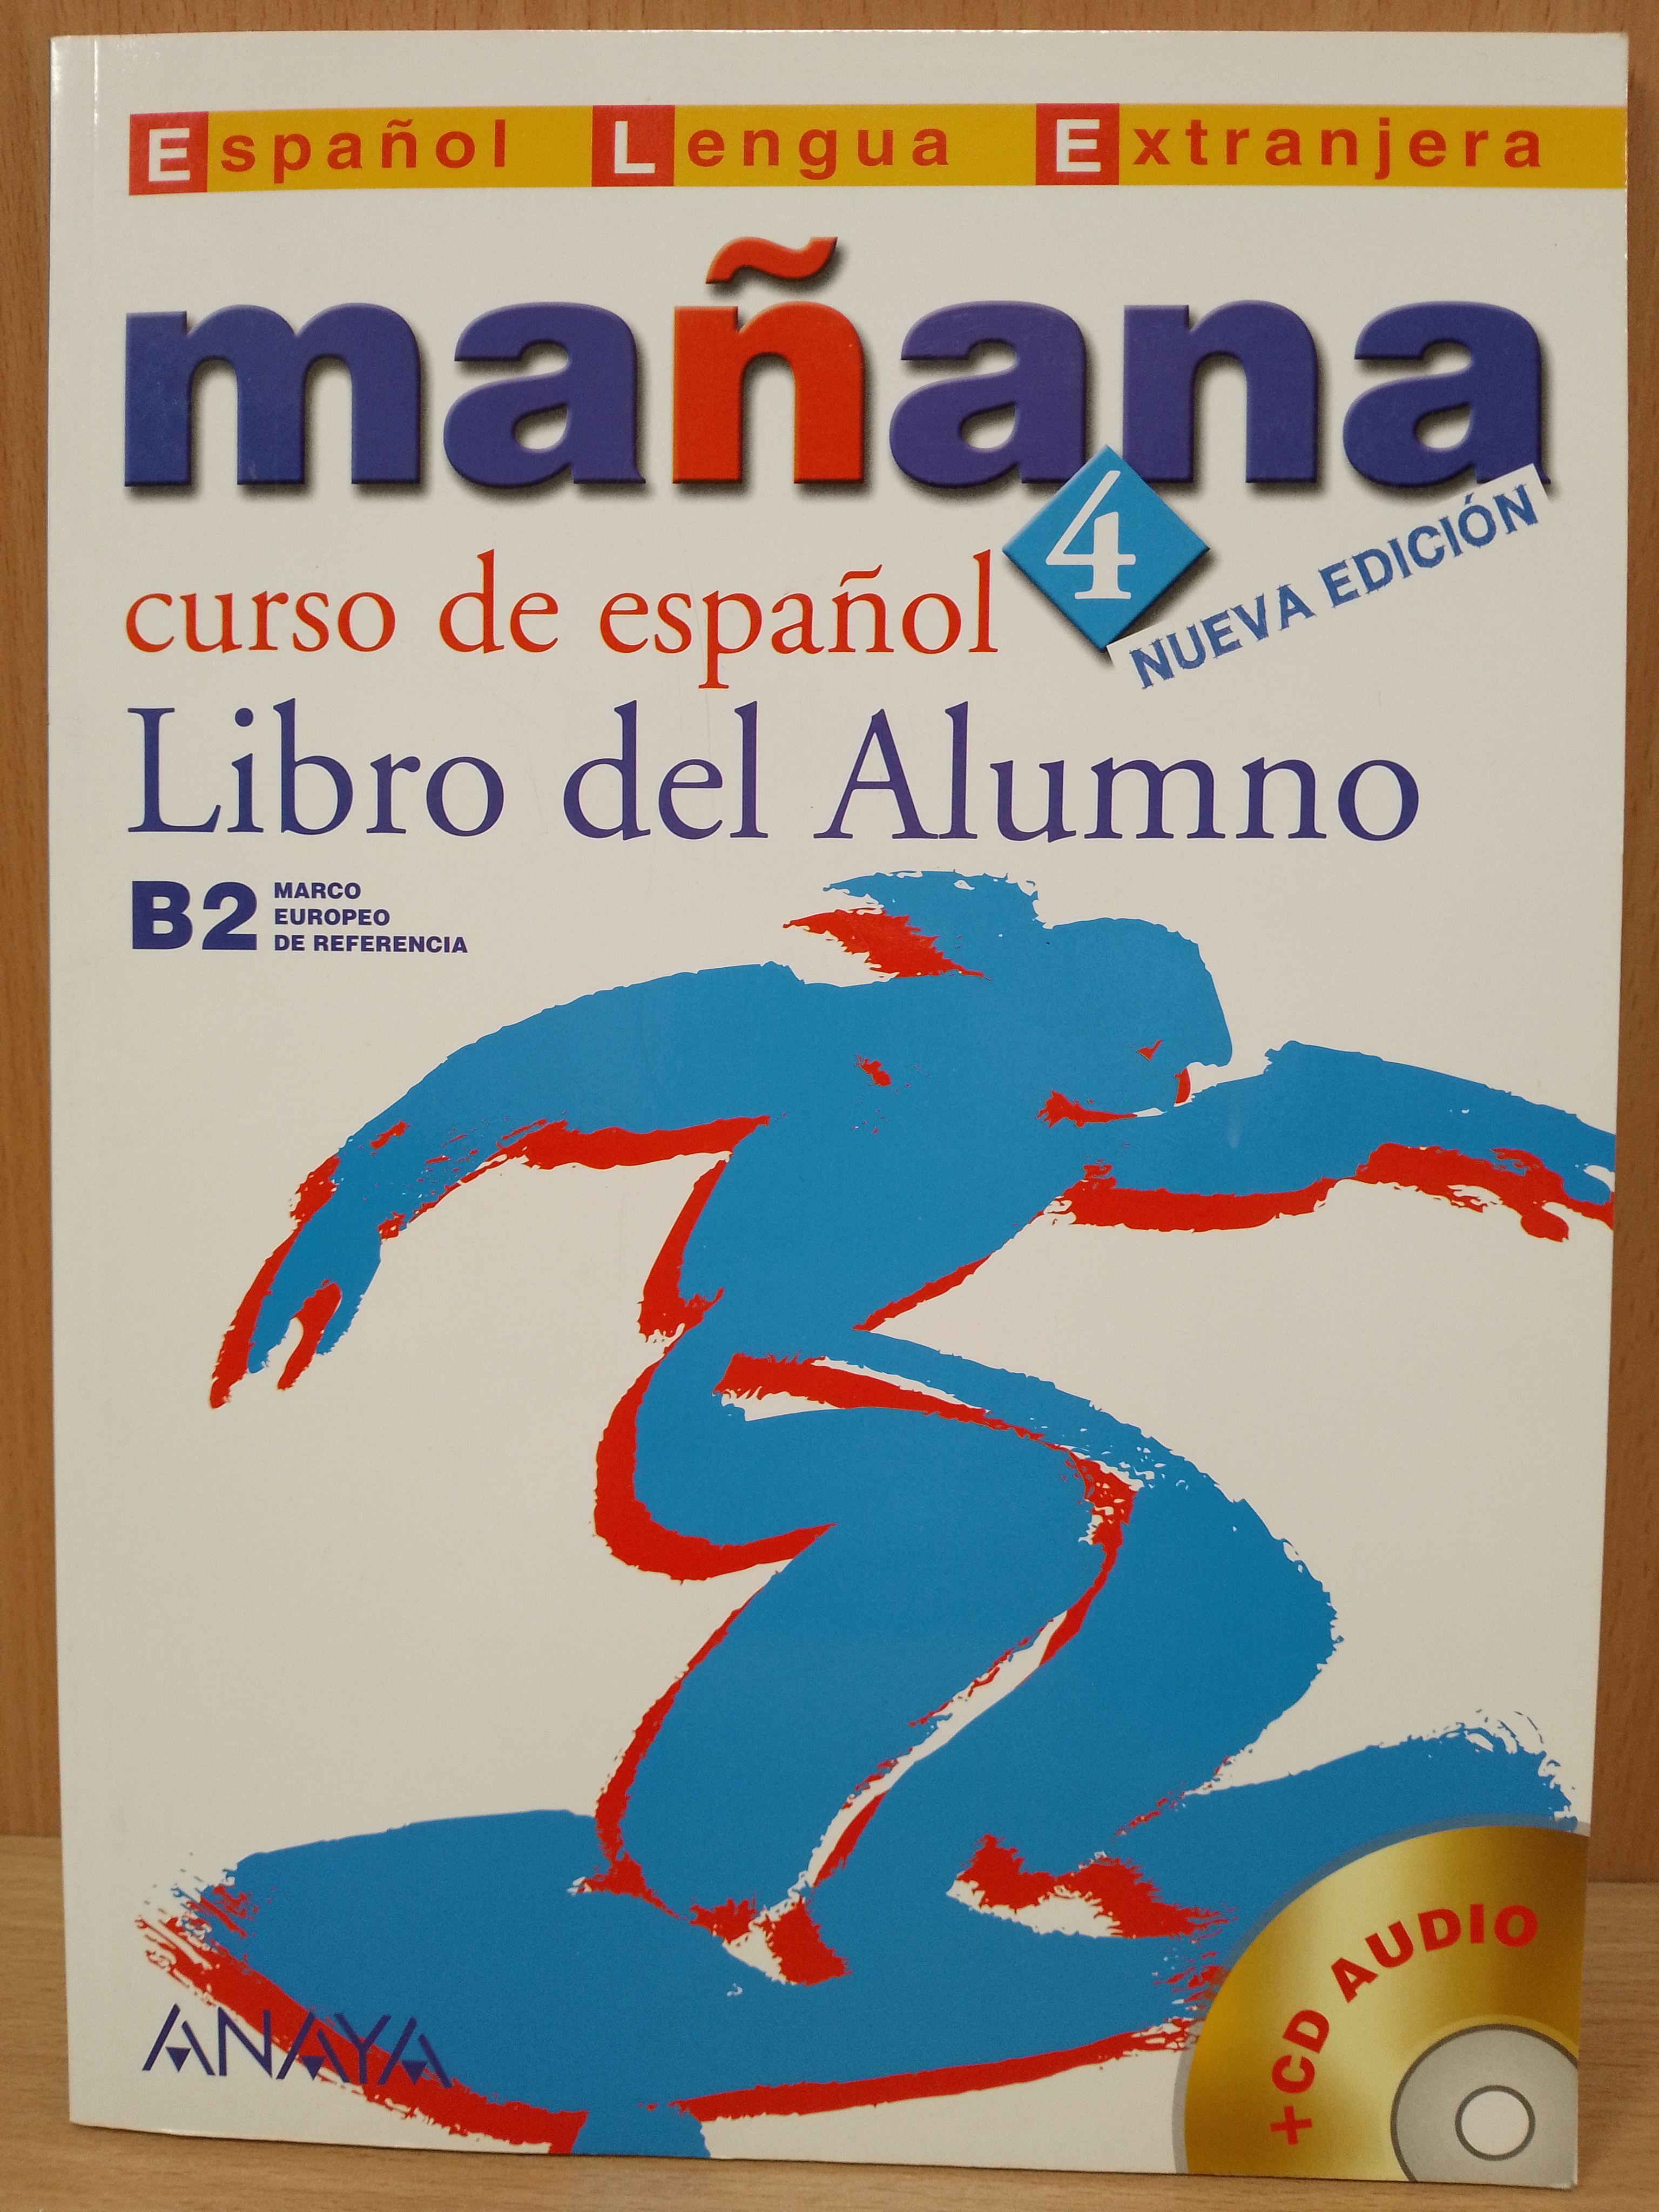 Español Lengua Extranjera
mañana
4
NUEVA EDICIÓN
curso de español
Libro del Alumno
B2 MARCO
EUROPEO
DE REFERENCIA
ANAYA
+CD AUDIO